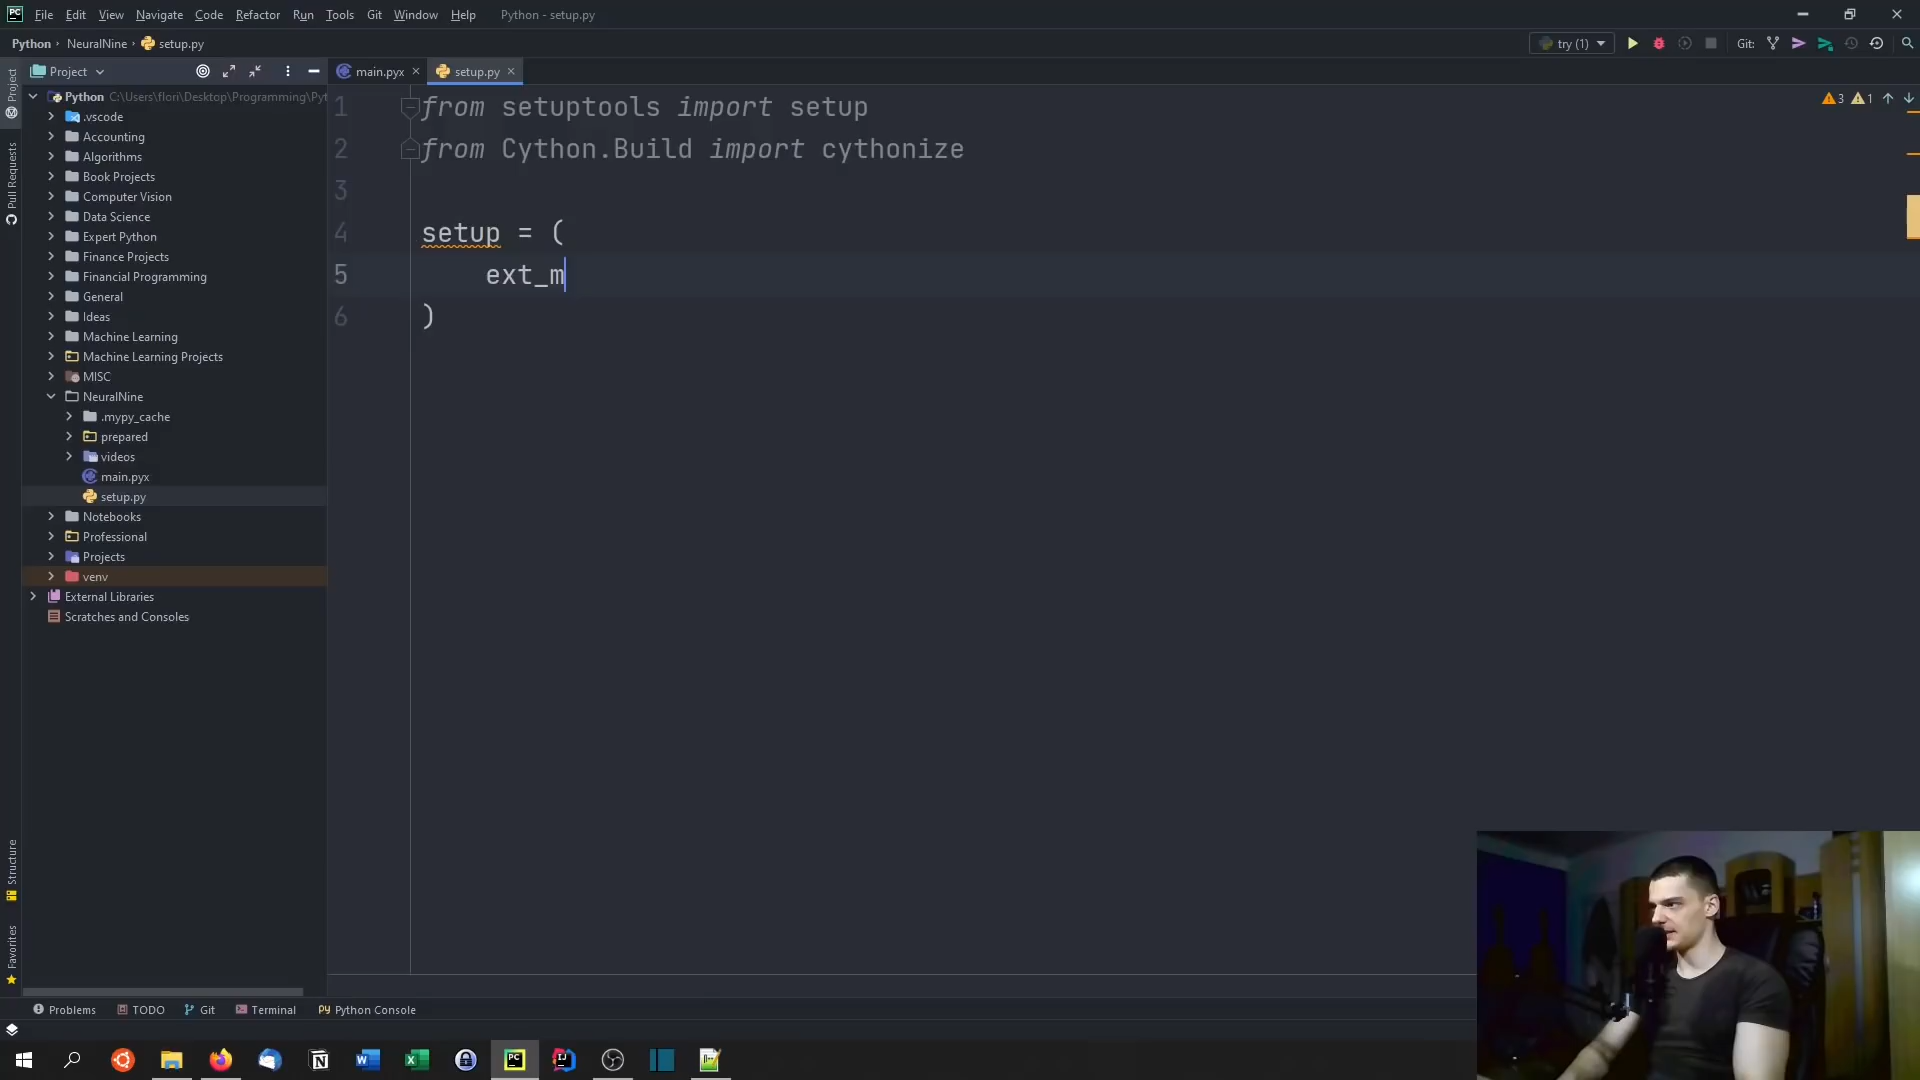 PC File Edit View Navigate Code Refactor Run Tools Git Window Help Python - setup.py
Python NeuralNine setup.py try (1) Git:
Project main.pyx setup.py
Project
Pull Requests
Structure
Favorites
Python C:\Users\flori\Desktop\Programming\Pyt
.vscode
Accounting
Algorithms
Book Projects
Computer Vision
Data Science
Expert Python
Finance Projects
Financial Programming
General
Ideas
Machine Learning
Machine Learning Projects
MISC
NeuralNine
.mypy_cache
prepared
videos
main.pyx
setup.py
Notebooks
Professional
Projects
venv
External Libraries
Scratches and Consoles
1 from setuptools import setup
2 from Cython.Build import cythonize
3
4 setup = (
5 ext_m
6 )
3 1
Problems TODO Git Terminal Python Console